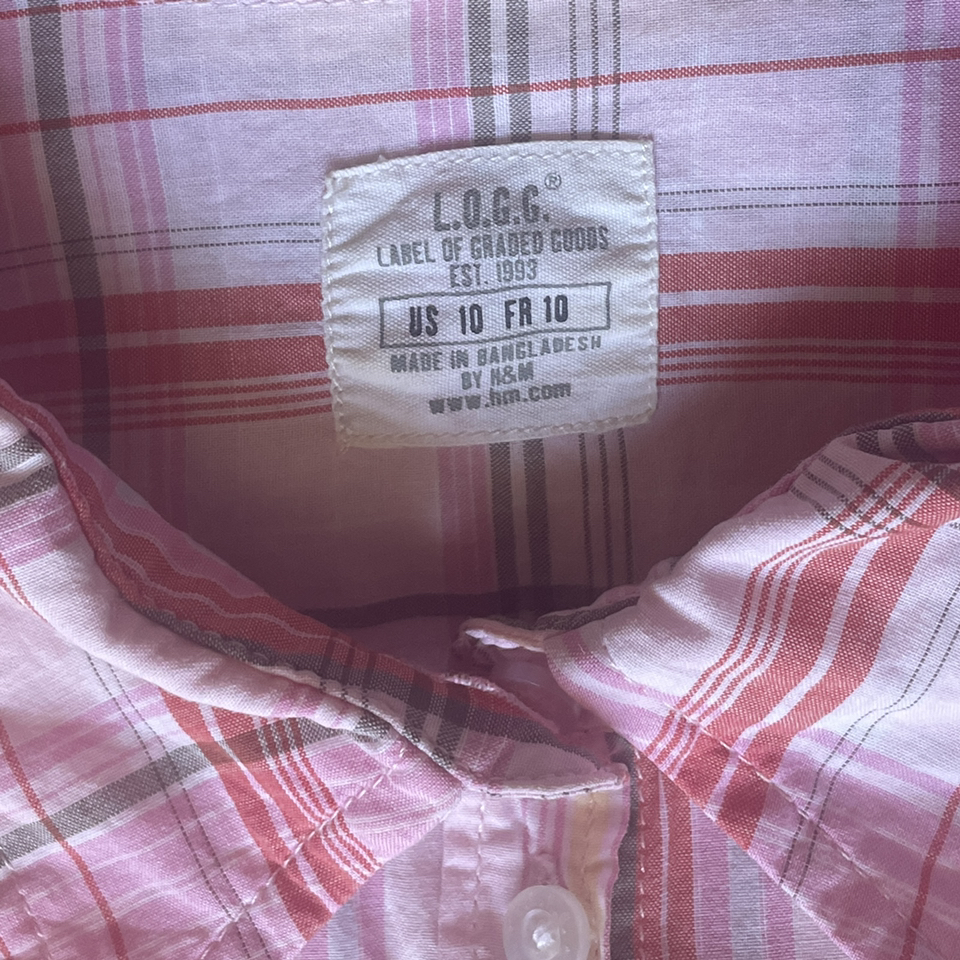 L.O.G.G.®
LABEL OF GRADED GOODS
EST. 1993
US 10 FR 10
MADE IN BANGLADESH
BY H&M
www.hm.com